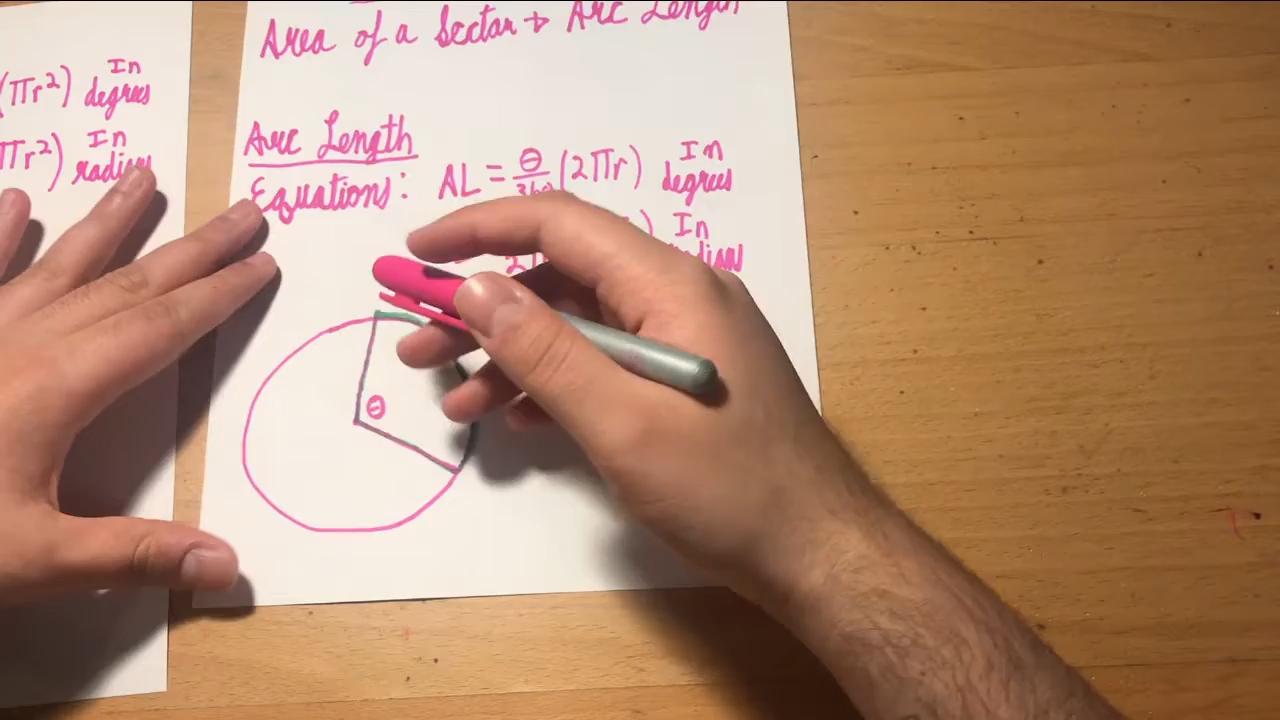 (πr²) In degrees
πr²) In radians
Area of a Sector + Arc Length
Arc Length
Equations:
AL = θ/360 (2πr) In degrees
) In
θ